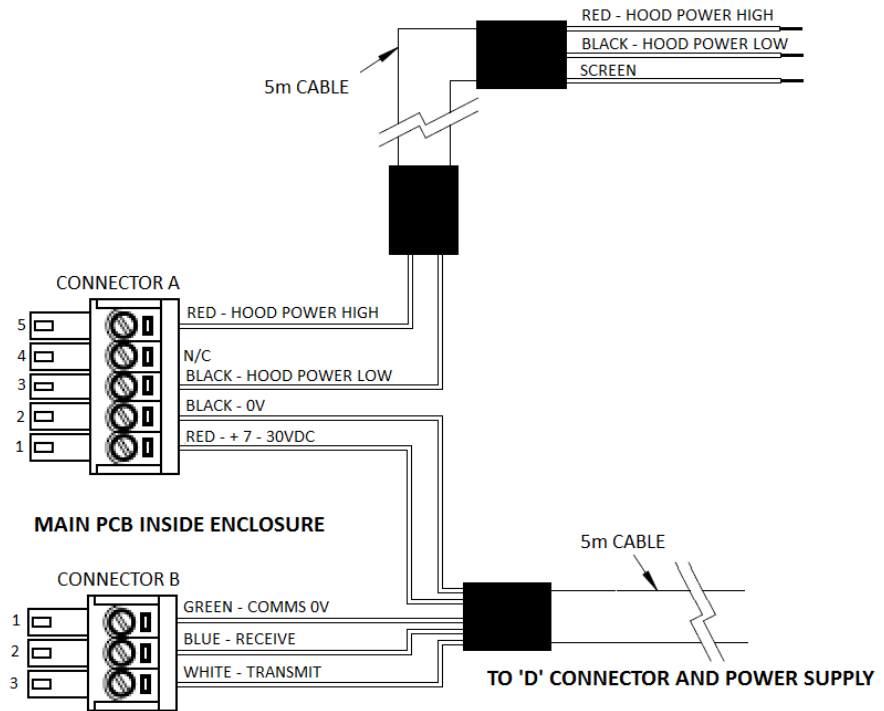 RED - HOOD POWER HIGH
BLACK - HOOD POWER LOW
SCREEN
5m CABLE
CONNECTOR A
5
RED - HOOD POWER HIGH
4
N/C
3
BLACK - HOOD POWER LOW
2
BLACK - 0V
1
RED - + 7 - 30VDC
MAIN PCB INSIDE ENCLOSURE
5m CABLE
CONNECTOR B
1
GREEN - COMMS 0V
2
BLUE - RECEIVE
3
WHITE - TRANSMIT
TO 'D' CONNECTOR AND POWER SUPPLY